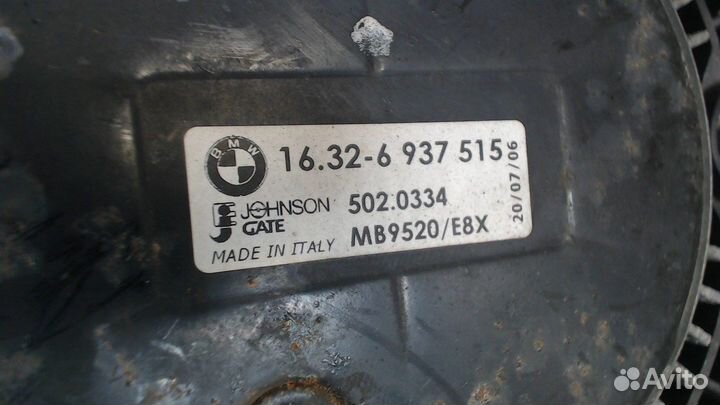 BMW
16.32-6 937 515
JOHNSON 502.0334
GATE
MADE IN ITALY MB9520/E8X
20/07/06
Avito